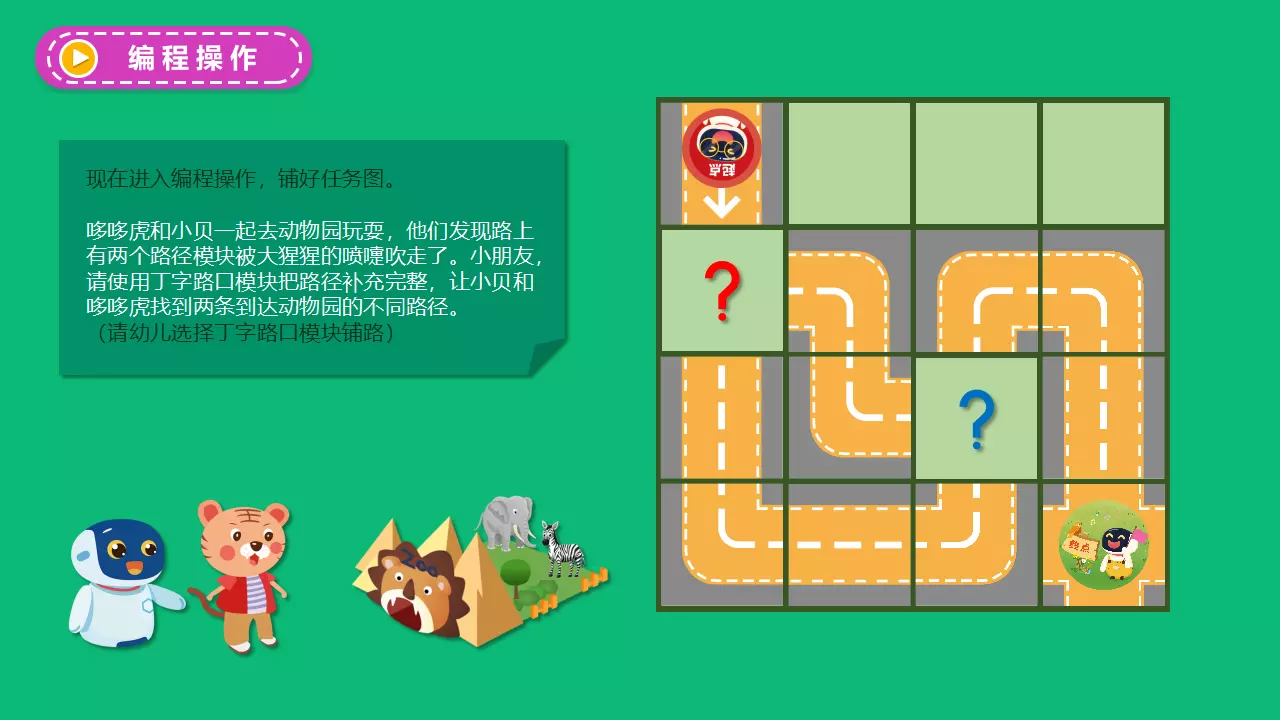 编程操作
现在进入编程操作，铺好任务图。
哆哆虎和小贝一起去动物园玩耍，他们发现路上
有两个路径模块被大猩猩的喷嚏吹走了。小朋友，
请使用丁字路口模块把路径补充完整，让小贝和
哆哆虎找到两条到达动物园的不同路径。
（请幼儿选择丁字路口模块铺路）
起点
?
?
终点
Zoo